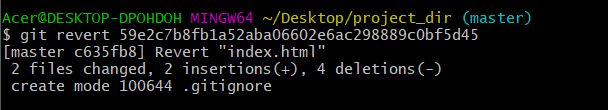 Acer@DESKTOP-DPOHDOH MINGW64 ~/Desktop/project_dir (master)
$ git revert 59e2c7b8fb1a52aba06602e6ac298889c0bf5d45
[master c635fb8] Revert "index.html"
 2 files changed, 2 insertions(+), 4 deletions(-)
 create mode 100644 .gitignore